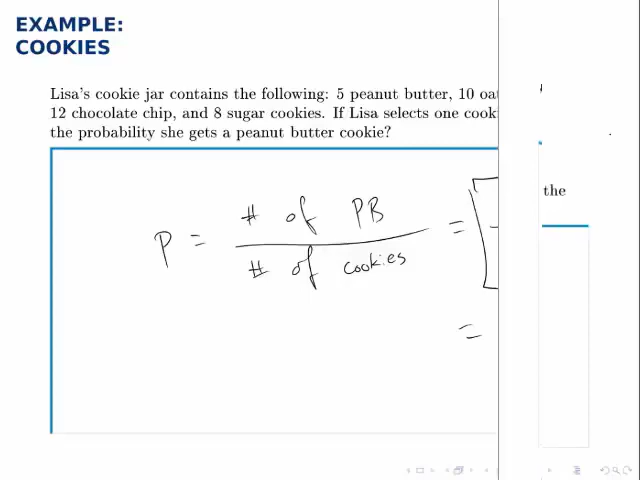 EXAMPLE:
COOKIES
Lisa's cookie jar contains the following: 5 peanut butter, 10 oat
12 chocolate chip, and 8 sugar cookies. If Lisa selects one cooki
the probability she gets a peanut butter cookie?
the
P = # of PB / # of cookies =
=